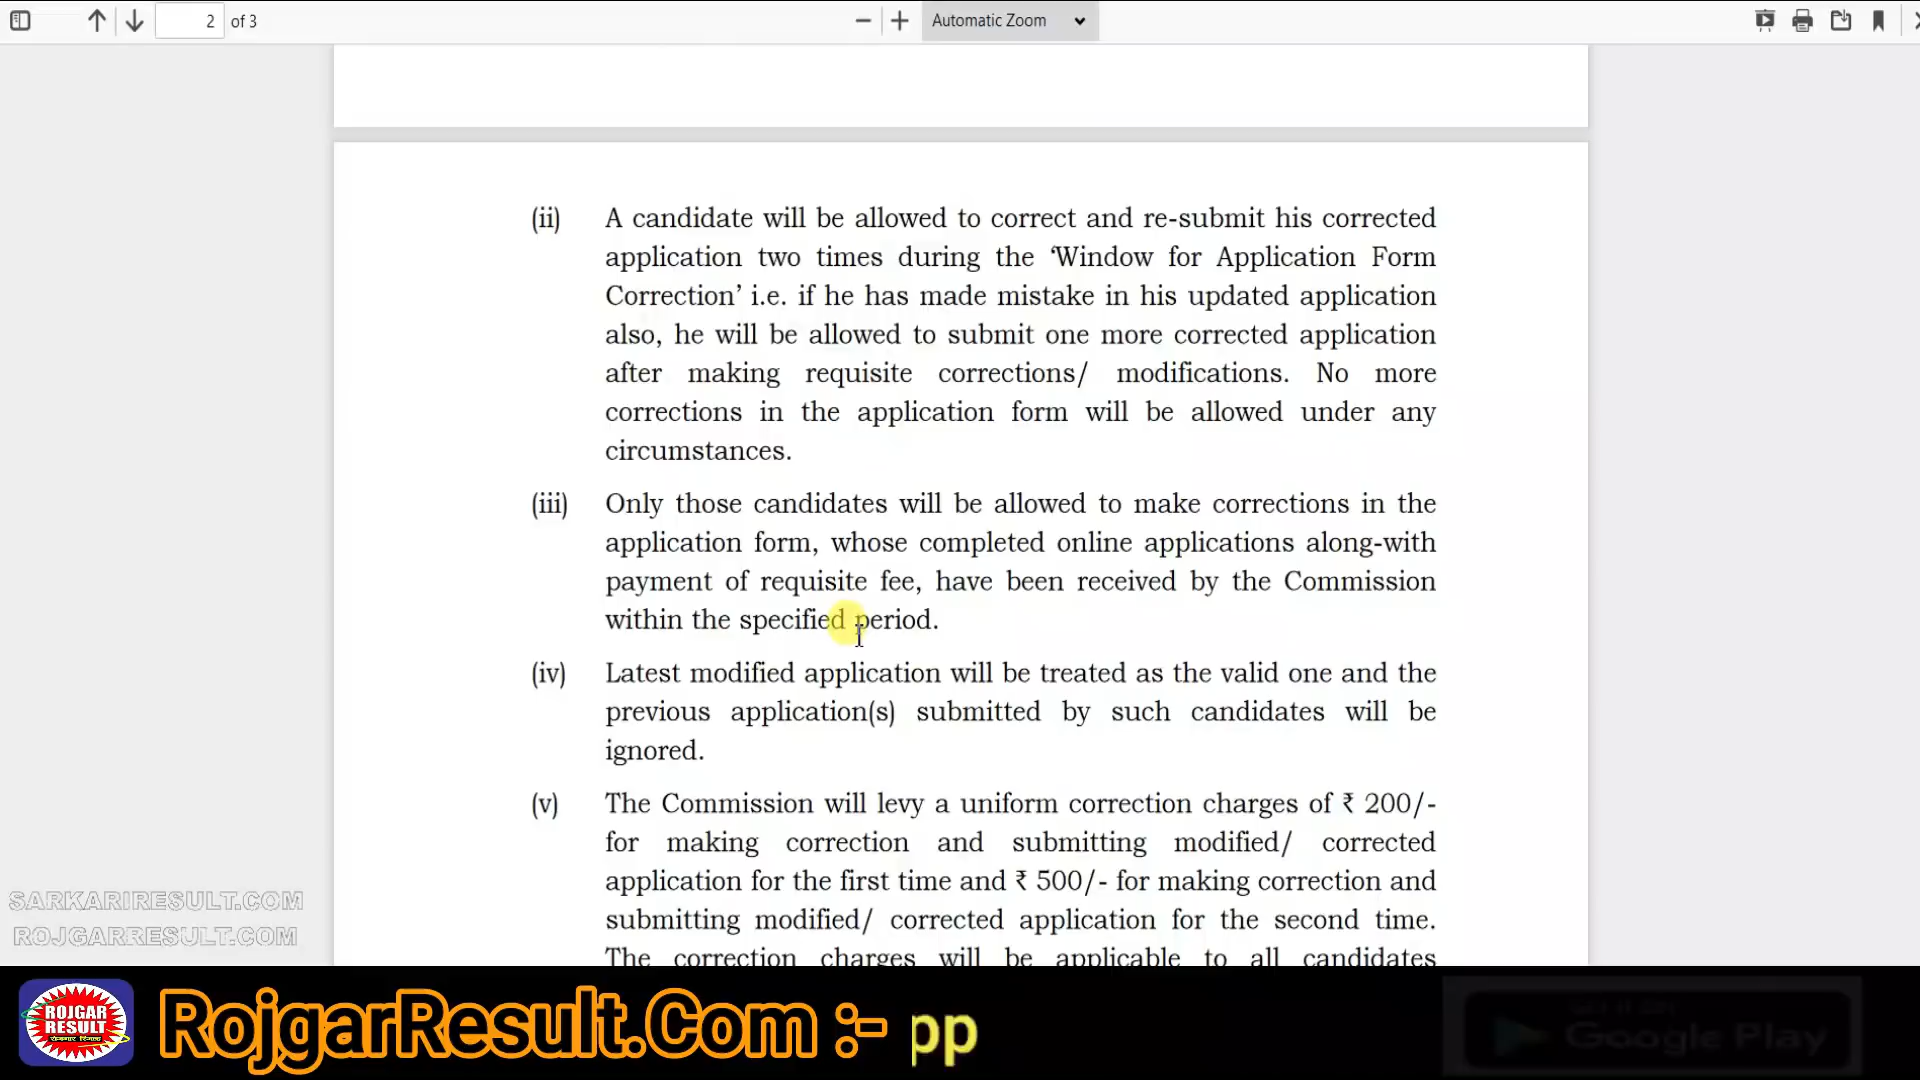 2 of 3
Automatic Zoom
(ii) A candidate will be allowed to correct and re-submit his corrected
application two times during the ‘Window for Application Form
Correction’ i.e. if he has made mistake in his updated application
also, he will be allowed to submit one more corrected application
after making requisite corrections/ modifications. No more
corrections in the application form will be allowed under any
circumstances.
(iii) Only those candidates will be allowed to make corrections in the
application form, whose completed online applications along-with
payment of requisite fee, have been received by the Commission
within the specified period.
(iv) Latest modified application will be treated as the valid one and the
previous application(s) submitted by such candidates will be
ignored.
(v) The Commission will levy a uniform correction charges of ₹ 200/-
for making correction and submitting modified/ corrected
application for the first time and ₹ 500/- for making correction and
submitting modified/ corrected application for the second time.
The correction charges will be applicable to all candidates
SARKARIRESULT.COM
ROJGARRESULT.COM
ROJGAR
RESULT
RojgarResult.Com :- pp
GET IT ON
Google Play